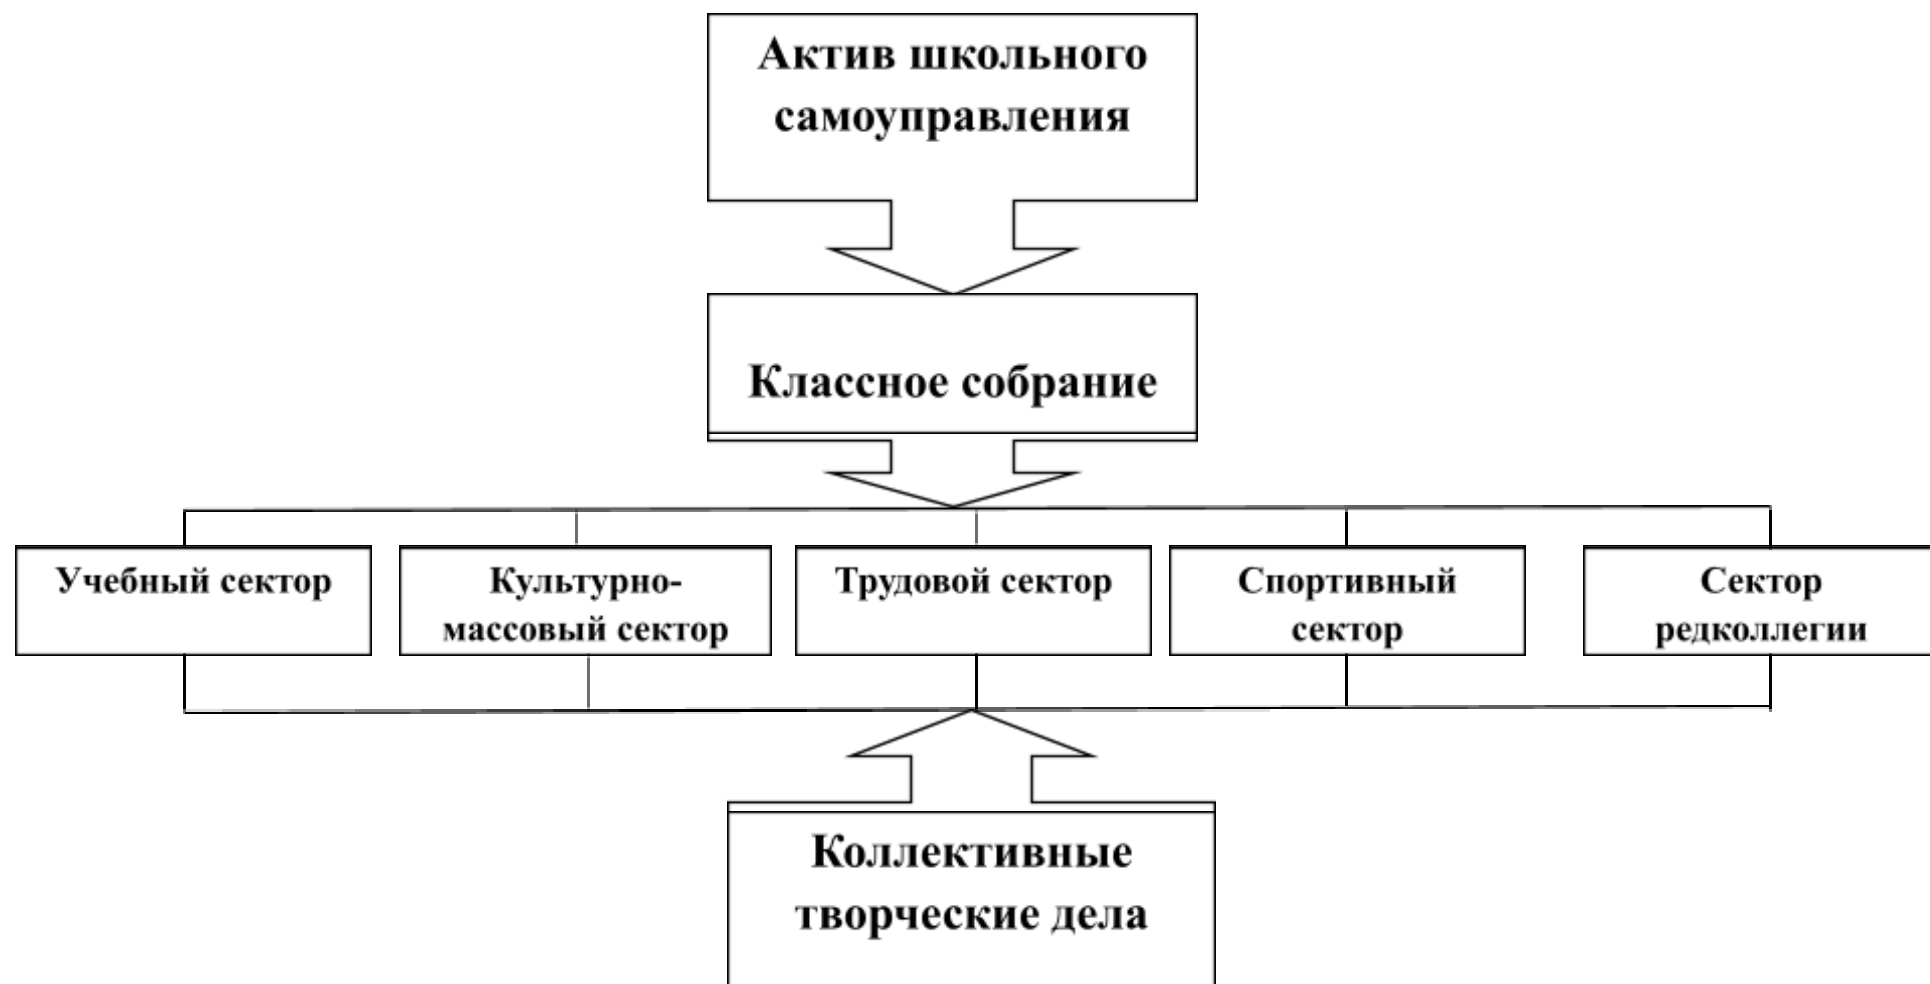 Актив школьного
самоуправления
Классное собрание
Учебный сектор
Культурно-
массовый сектор
Трудовой сектор
Спортивный
сектор
Сектор
редколлегии
Коллективные
творческие дела